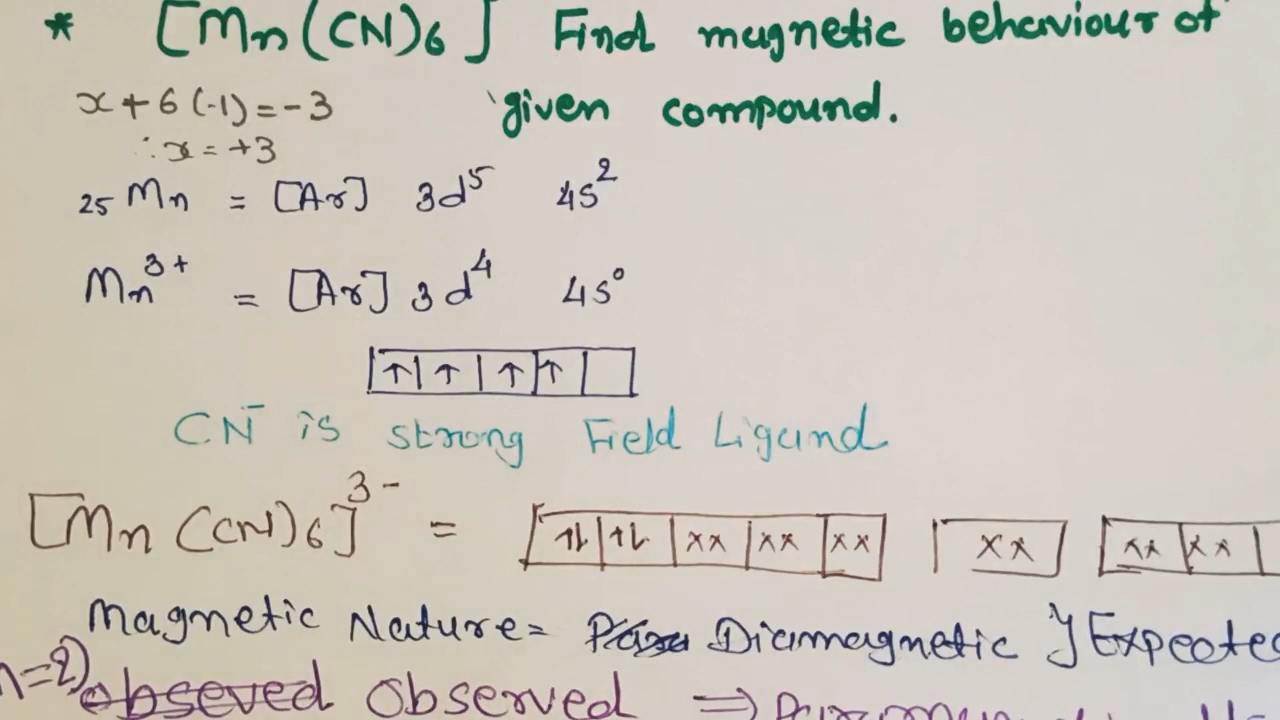 * [Mn(CN)6] Find magnetic behaviour of
x + 6(-1) = -3 given compound.
∴ x = +3
25 Mn = [Ar] 3d⁵ 4s²
Mn³⁺ = [Ar] 3d⁴ 4s⁰
↑ ↑ ↑ ↑
CN⁻ is strong Field Ligand
[Mn(CN)6]³⁻ = ⥮ ⥮ xx xx xx xx xx xx
Magnetic Nature = Diamagnetic } Expected
n=2) obseved Observed ⇒